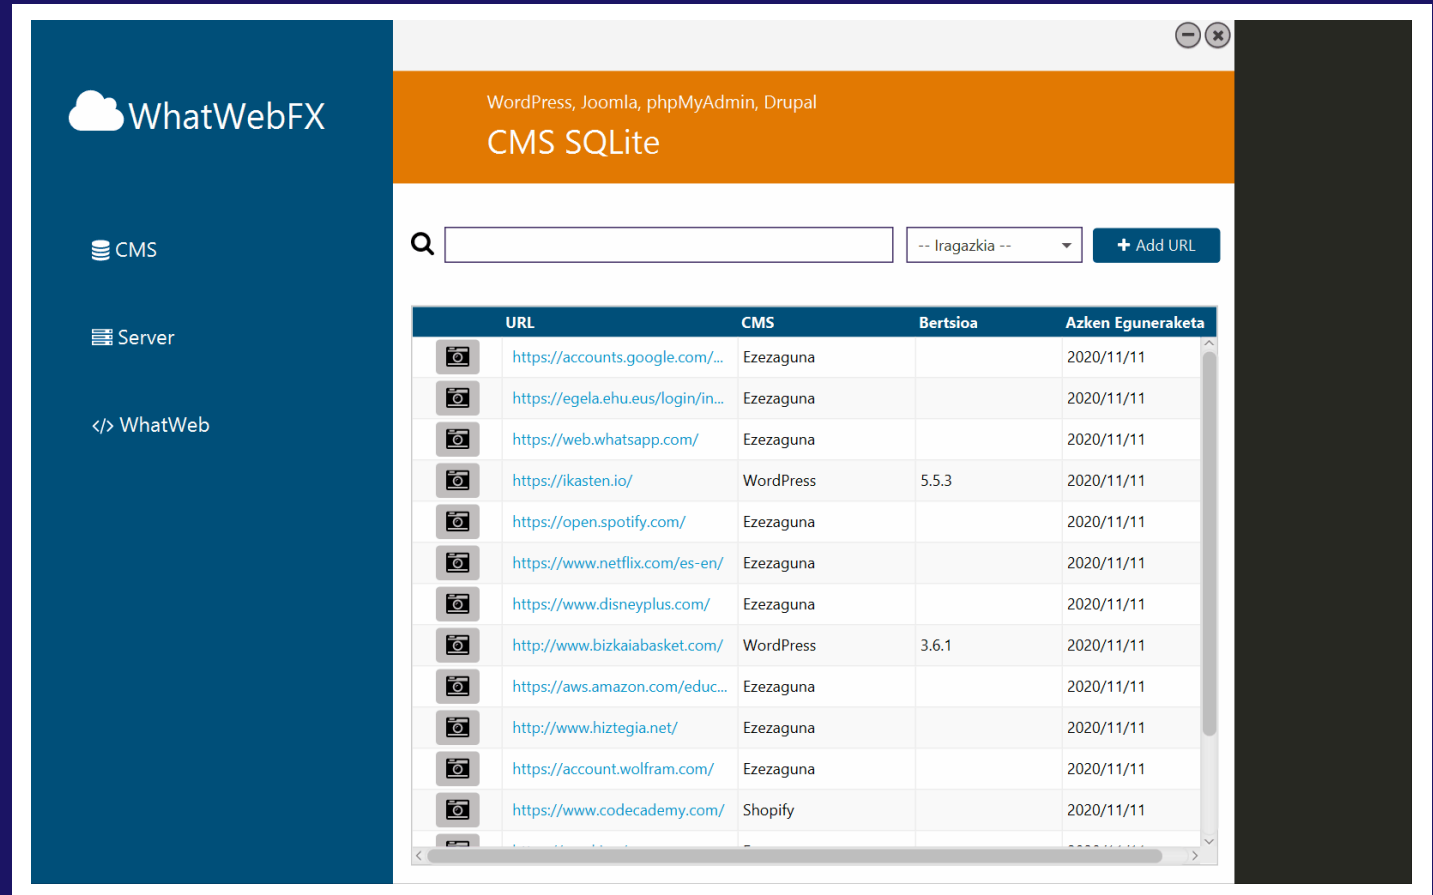 WhatWebFX
WordPress, Joomla, phpMyAdmin, Drupal
CMS SQLite
CMS
Server
</> WhatWeb
-- Iragazkia --
+ Add URL
URL CMS Bertsioa Azken Eguneraketa
https://accounts.google.com/... Ezezaguna 2020/11/11
https://egela.ehu.eus/login/in... Ezezaguna 2020/11/11
https://web.whatsapp.com/ Ezezaguna 2020/11/11
https://ikasten.io/ WordPress 5.5.3 2020/11/11
https://open.spotify.com/ Ezezaguna 2020/11/11
https://www.netflix.com/es-en/ Ezezaguna 2020/11/11
https://www.disneyplus.com/ Ezezaguna 2020/11/11
http://www.bizkaiabasket.com/ WordPress 3.6.1 2020/11/11
https://aws.amazon.com/educ... Ezezaguna 2020/11/11
http://www.hiztegia.net/ Ezezaguna 2020/11/11
https://account.wolfram.com/ Ezezaguna 2020/11/11
https://www.codecademy.com/ Shopify 2020/11/11